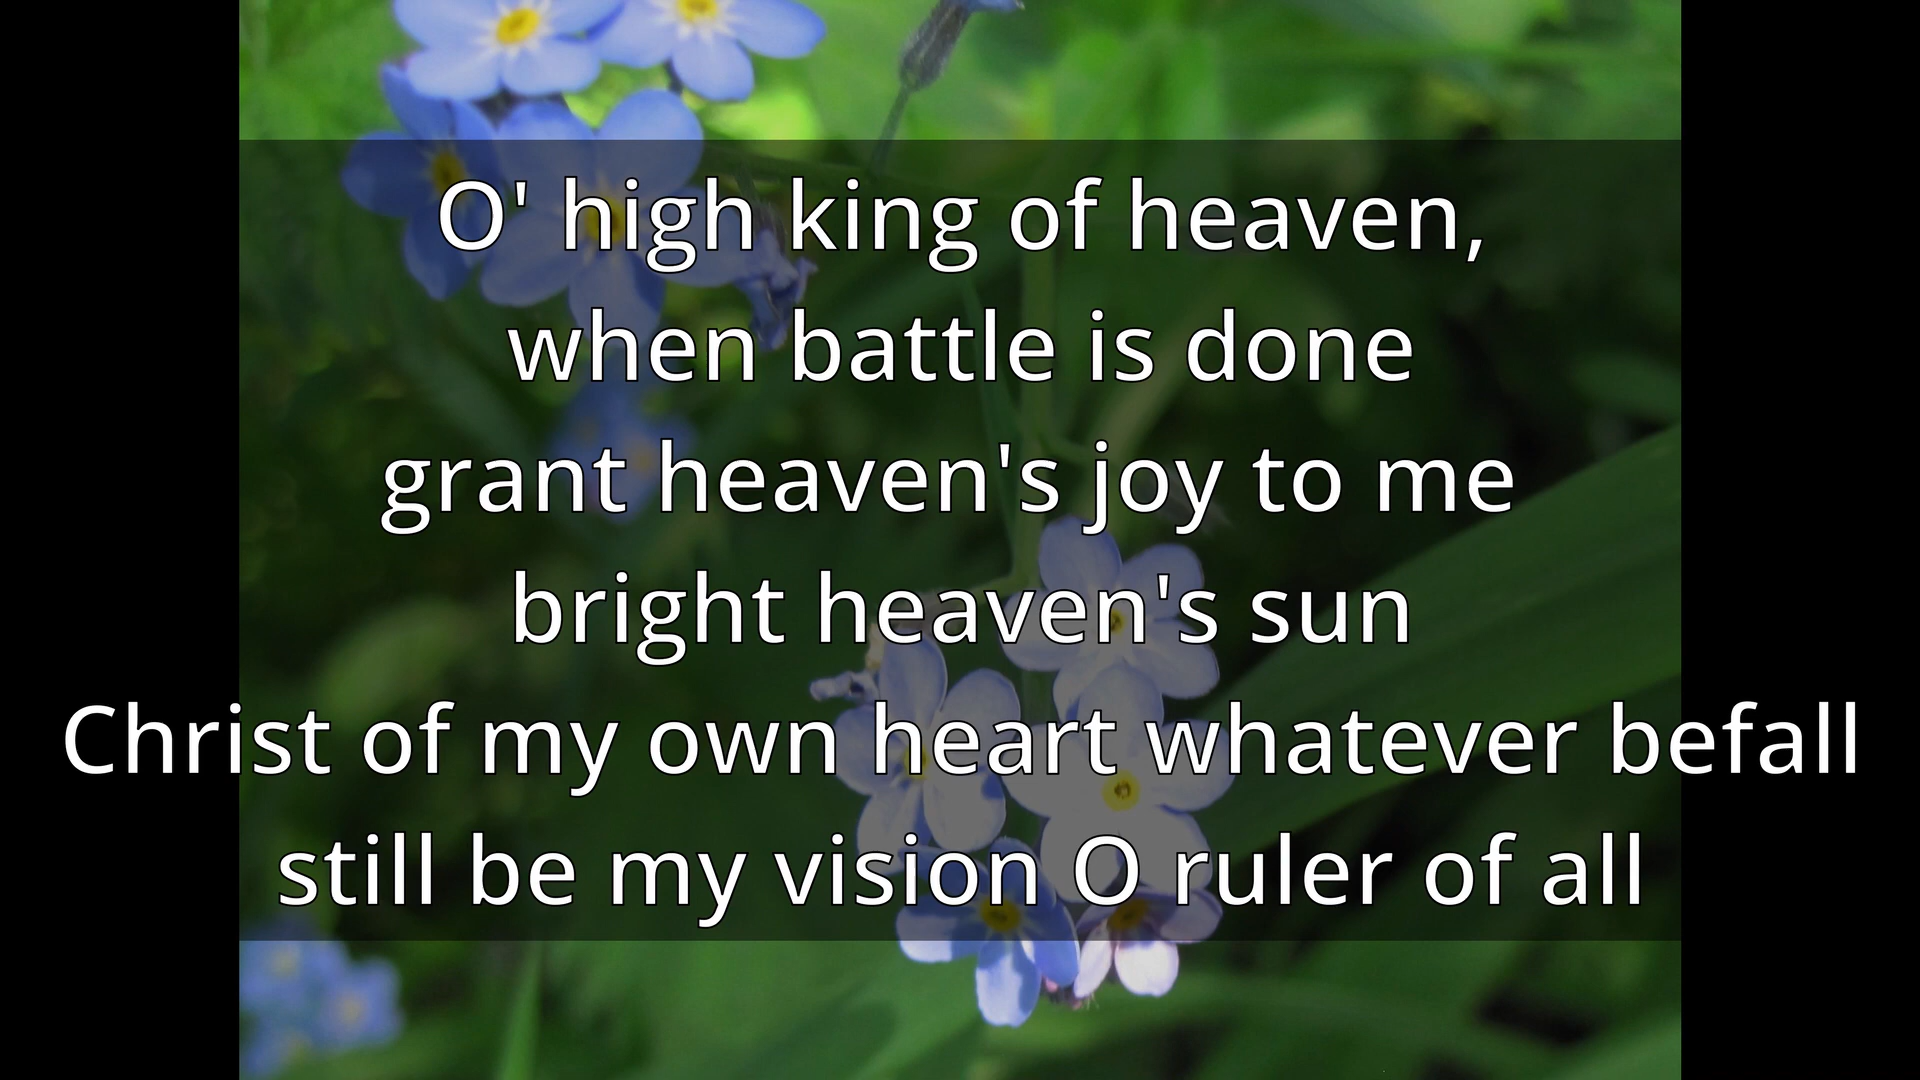 O' high king of heaven,
when battle is done
grant heaven's joy to me
bright heaven's sun
Christ of my own heart whatever befall
still be my vision O ruler of all